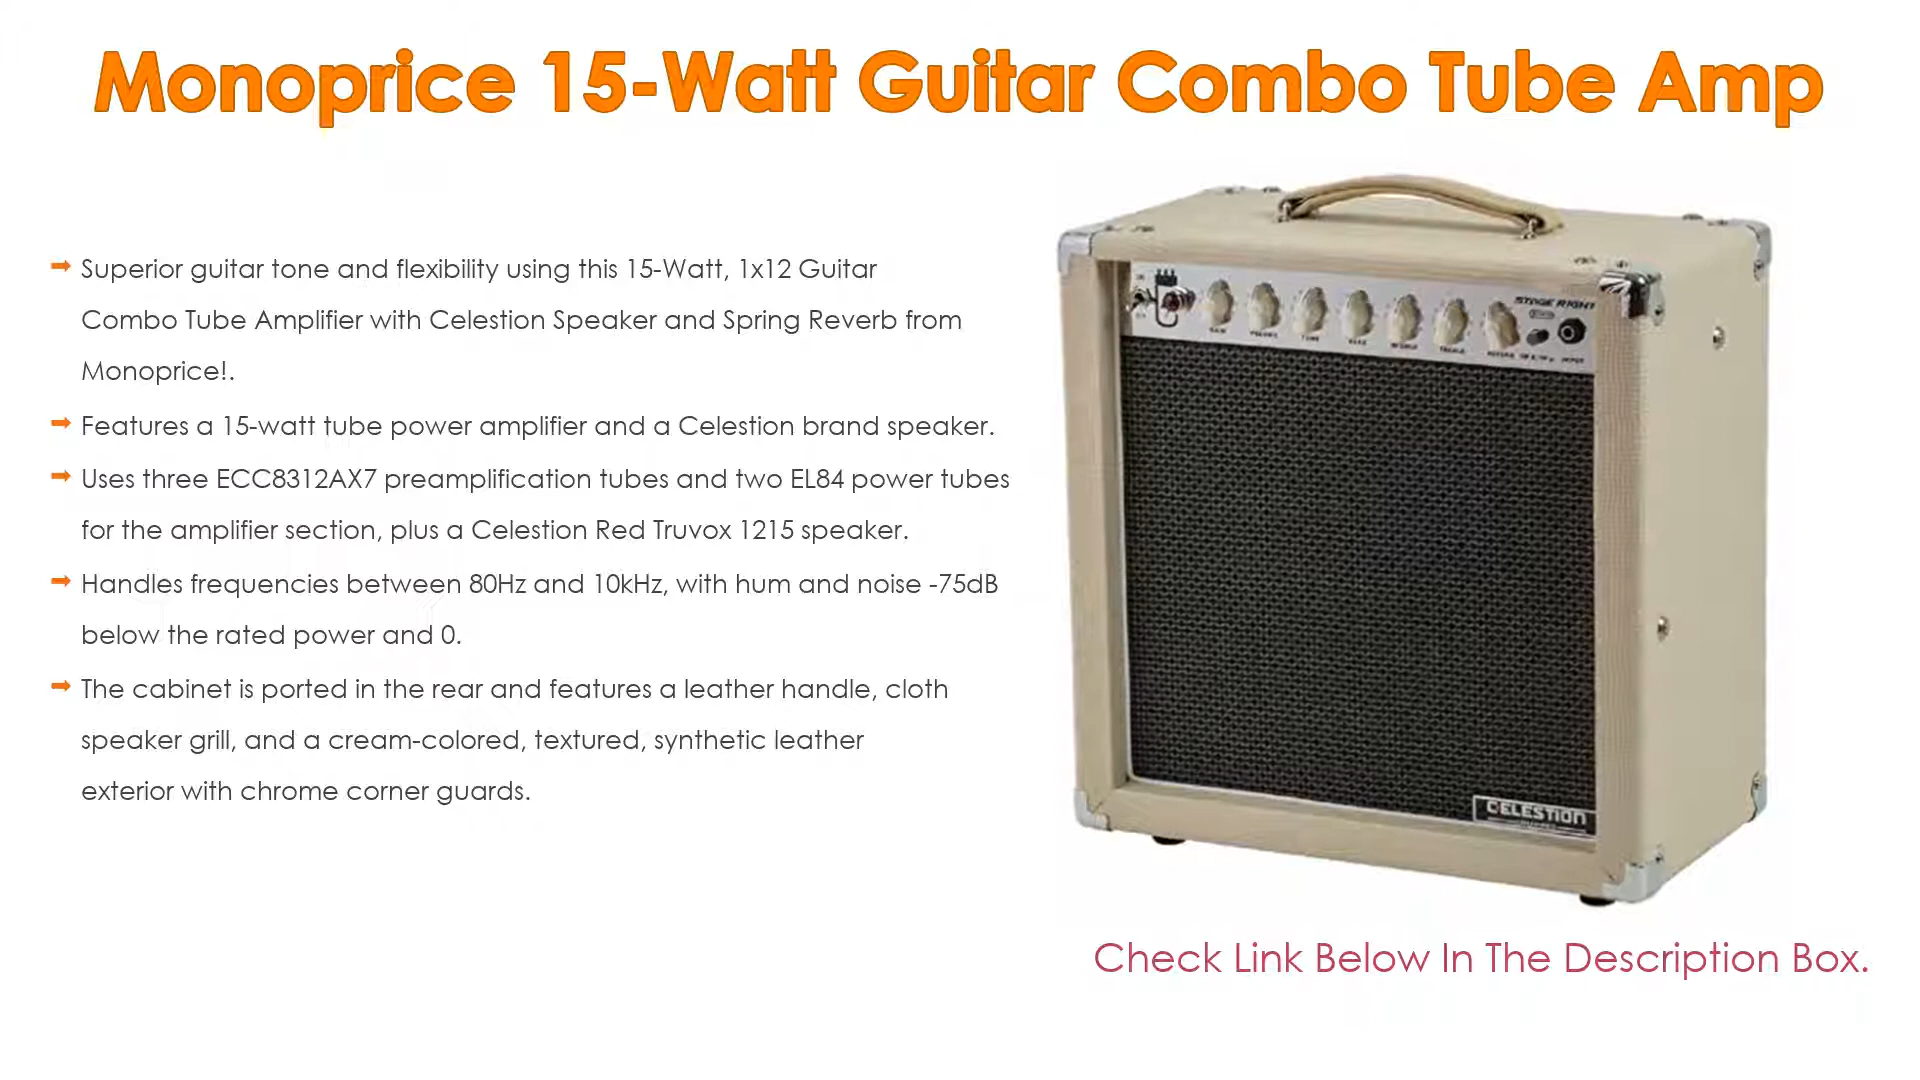 Monoprice 15-Watt Guitar Combo Tube Amp
Superior guitar tone and flexibility using this 15-Watt, 1x12 Guitar
Combo Tube Amplifier with Celestion Speaker and Spring Reverb from
Monoprice!.
Features a 15-watt tube power amplifier and a Celestion brand speaker.
Uses three ECC8312AX7 preamplification tubes and two EL84 power tubes
for the amplifier section, plus a Celestion Red Truvox 1215 speaker.
Handles frequencies between 80Hz and 10kHz, with hum and noise -75dB
below the rated power and 0.
The cabinet is ported in the rear and features a leather handle, cloth
speaker grill, and a cream-colored, textured, synthetic leather
exterior with chrome corner guards.
STAGE RIGHT
CELESTION
Check Link Below In The Description Box.